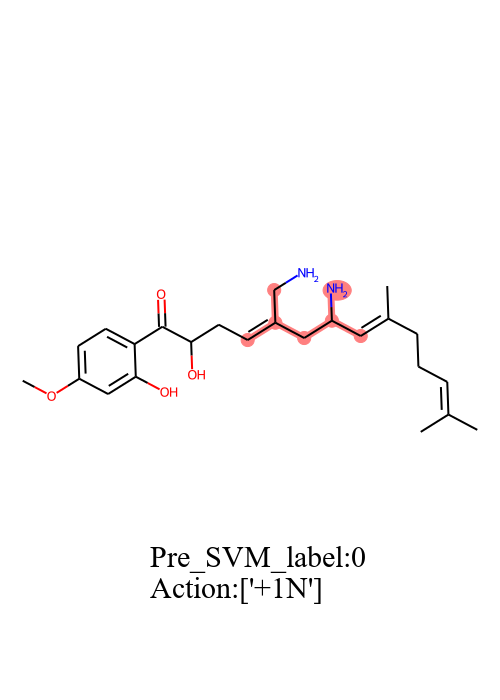 NH2
O
NH2
OH
O
OH
Pre_SVM_label:0
Action:['+1N']